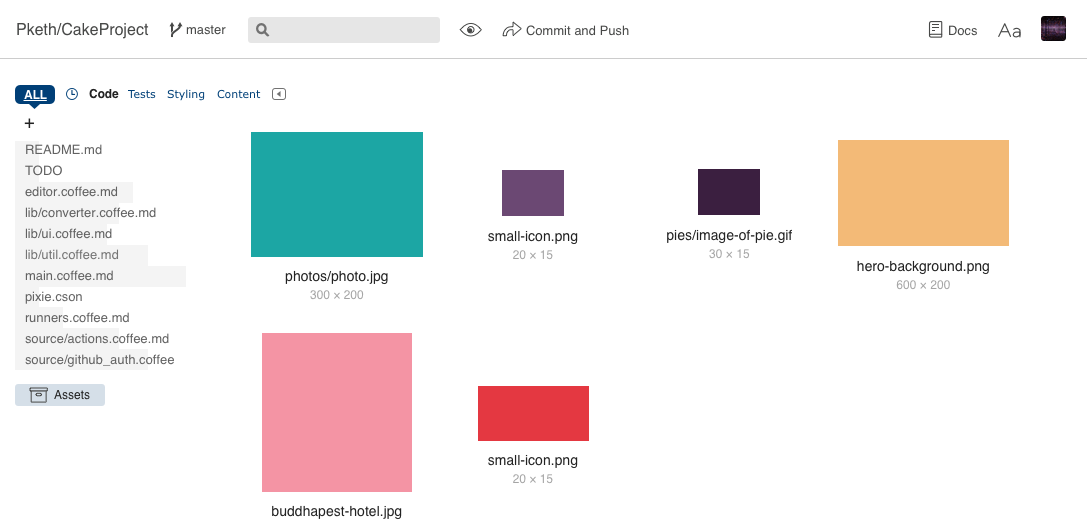 Pketh/CakeProject master Commit and Push Docs Aa
ALL Code Tests Styling Content
+
README.md
TODO
editor.coffee.md
lib/converter.coffee.md
lib/ui.coffee.md
lib/util.coffee.md
main.coffee.md
pixie.cson
runners.coffee.md
source/actions.coffee.md
source/github_auth.coffee
Assets
photos/photo.jpg
300 × 200
small-icon.png
20 × 15
pies/image-of-pie.gif
30 × 15
hero-background.png
600 × 200
buddhapest-hotel.jpg
small-icon.png
20 × 15